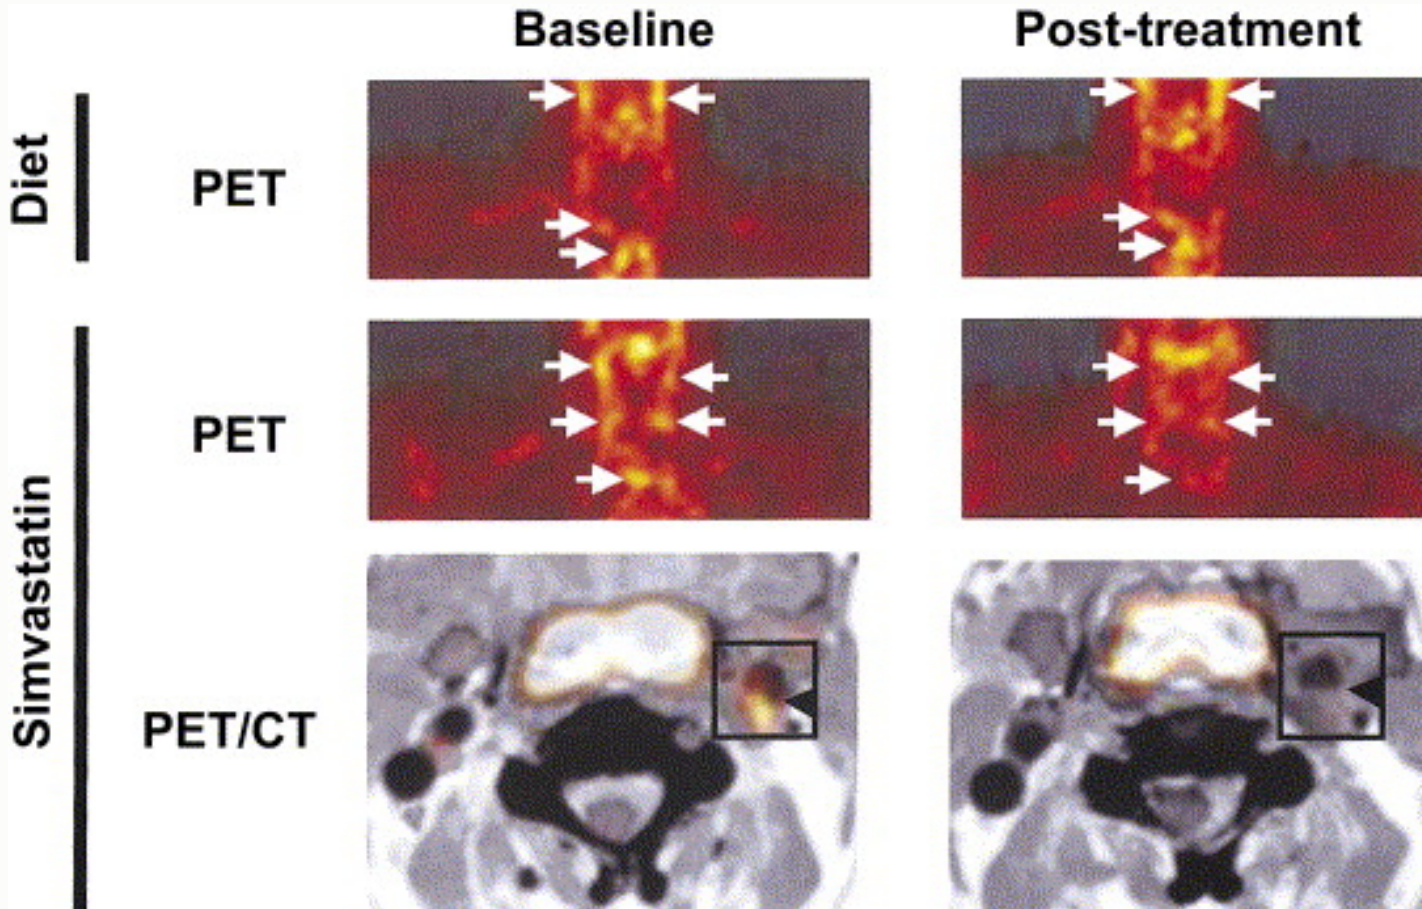 Baseline Post-treatment
Diet
PET
Simvastatin
PET
PET/CT